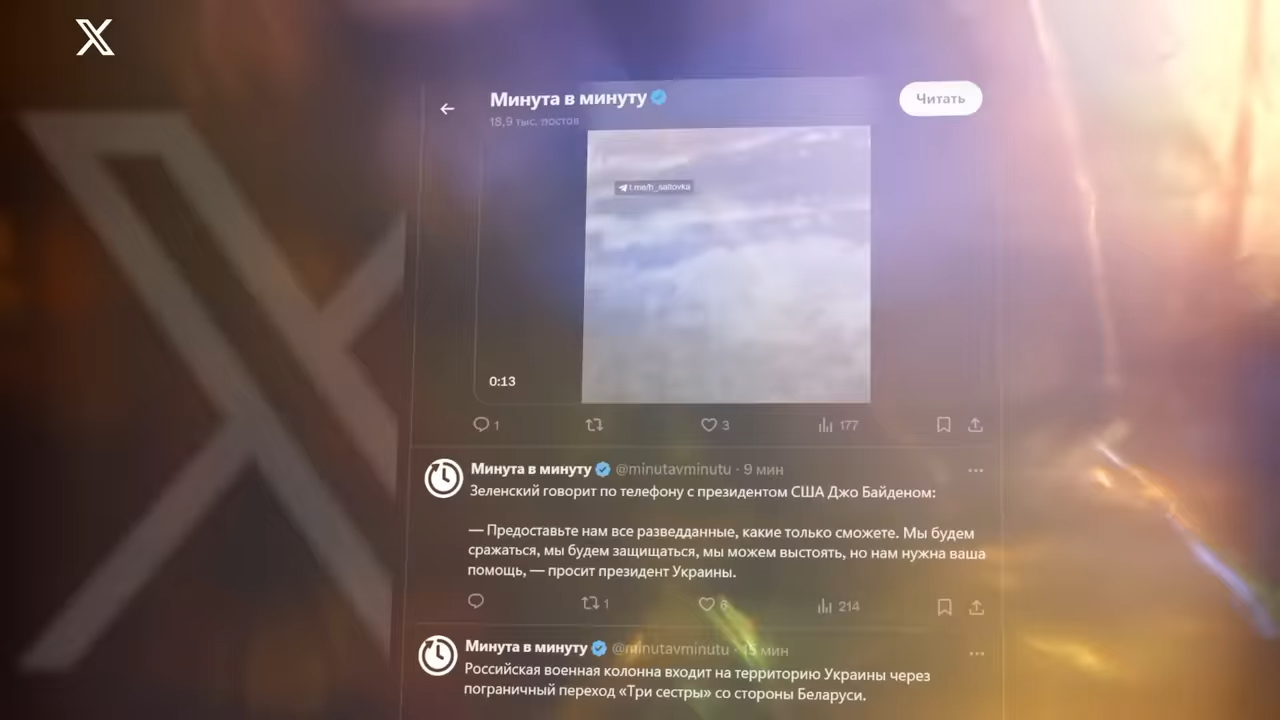 Минута в минуту
Читать
18,9 тыс. постов
t.me/h_saltovka
0:13
1
3
177
Минута в минуту @minutavminutu · 9 мин
Зеленский говорит по телефону с президентом США Джо Байденом:
— Предоставьте нам все разведданные, какие только сможете. Мы будем
сражаться, мы будем защищаться, мы можем выстоять, но нам нужна ваша
помощь, — просит президент Украины.
1
6
214
Минута в минуту @minutavminutu · 15 мин
Российская военная колонна входит на территорию Украины через
пограничный переход «Три сестры» со стороны Беларуси.